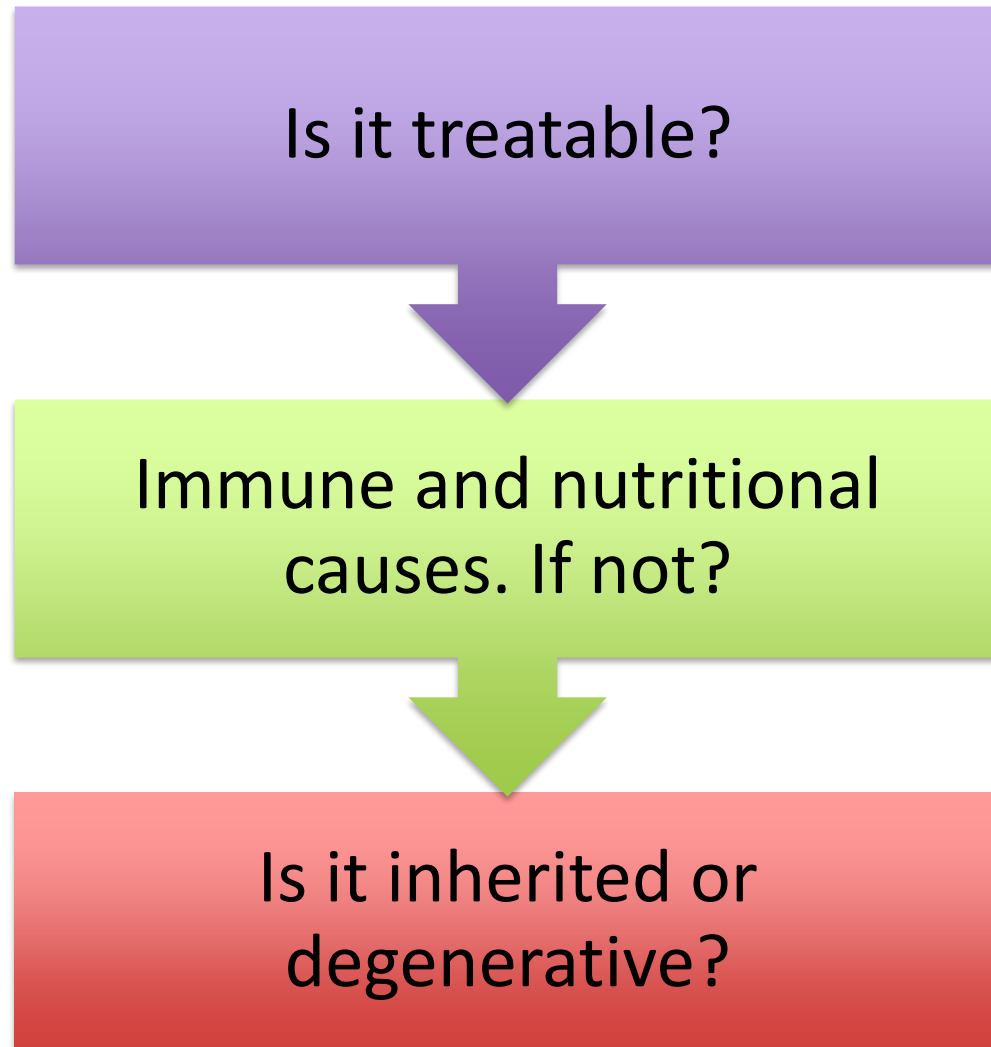 Is it treatable?
Immune and nutritional
causes. If not?
Is it inherited or
degenerative?